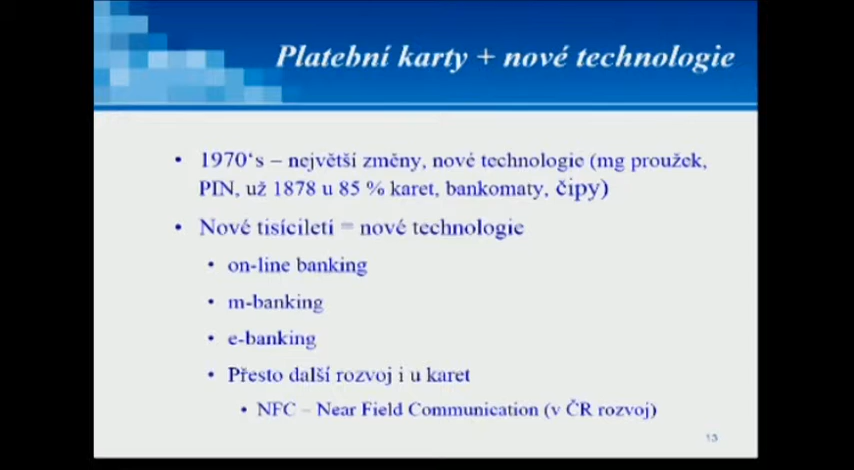 Platební karty + nové technologie
• 1970's – největší změny, nové technologie (mg proužek,
PIN, už 1878 u 85 % karet, bankomaty, čipy)
• Nové tisíciletí = nové technologie
• on-line banking
• m-banking
• e-banking
• Přesto další rozvoj i u karet
• NFC – Near Field Communication (v ČR rozvoj)
13